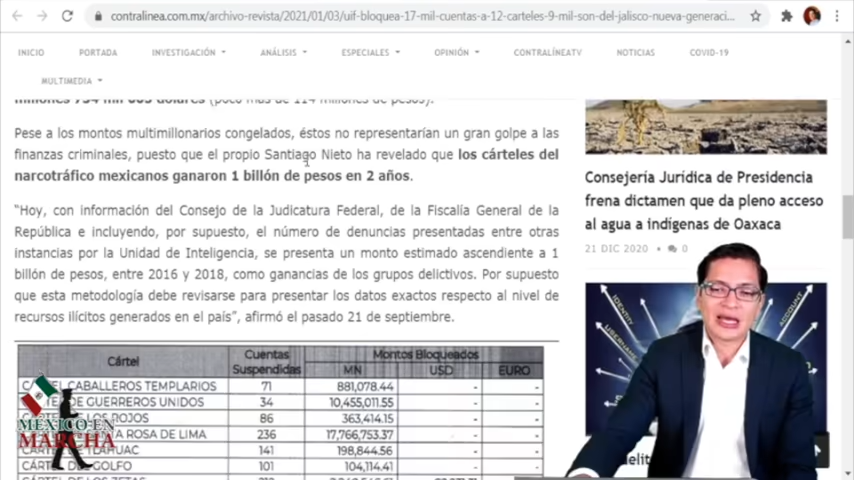 contralinea.com.mx/archivo-revista/2021/01/03/uif-bloquea-17-mil-cuentas-a-12-carteles-9-mil-son-del-jalisco-nueva-generaci...
INICIO PORTADA INVESTIGACIÓN ANÁLISIS ESPECIALES OPINIÓN CONTRALÍNEATV NOTICIAS COVID-19
MULTIMEDIA
millones 734 mil 603 dólares (poco más de 114 millones de pesos).
Pese a los montos multimillonarios congelados, éstos no representarían un gran golpe a las
finanzas criminales, puesto que el propio Santiago Nieto ha revelado que los cárteles del
narcotráfico mexicanos ganaron 1 billón de pesos en 2 años.
“Hoy, con información del Consejo de la Judicatura Federal, de la Fiscalía General de la
República e incluyendo, por supuesto, el número de denuncias presentadas entre otras
instancias por la Unidad de Inteligencia, se presenta un monto estimado ascendiente a 1
billón de pesos, entre 2016 y 2018, como ganancias de los grupos delictivos. Por supuesto
que esta metodología debe revisarse para presentar los datos exactos respecto al nivel de
recursos ilícitos generados en el país”, afirmó el pasado 21 de septiembre.
Cártel Cuentas Suspendidas Montos Bloqueados
MN USD EURO
CABALLEROS TEMPLARIOS 71 881,078.44 - -
DE GUERREROS UNIDOS 34 10,455,011.55 - -
ROJOS 86 363,414.15 - -
ROSA DE LIMA 236 17,766,753.37 - -
TLAHUAC 141 198,844.56 - -
DEL GOLFO 101 104,114.41 - -
MÉXICO EN
MARCHA
Consejería Jurídica de Presidencia
frena dictamen que da pleno acceso
al agua a indígenas de Oaxaca
21 DIC 2020 • 0
IDENTITY
USERNAME
ACCOUNT